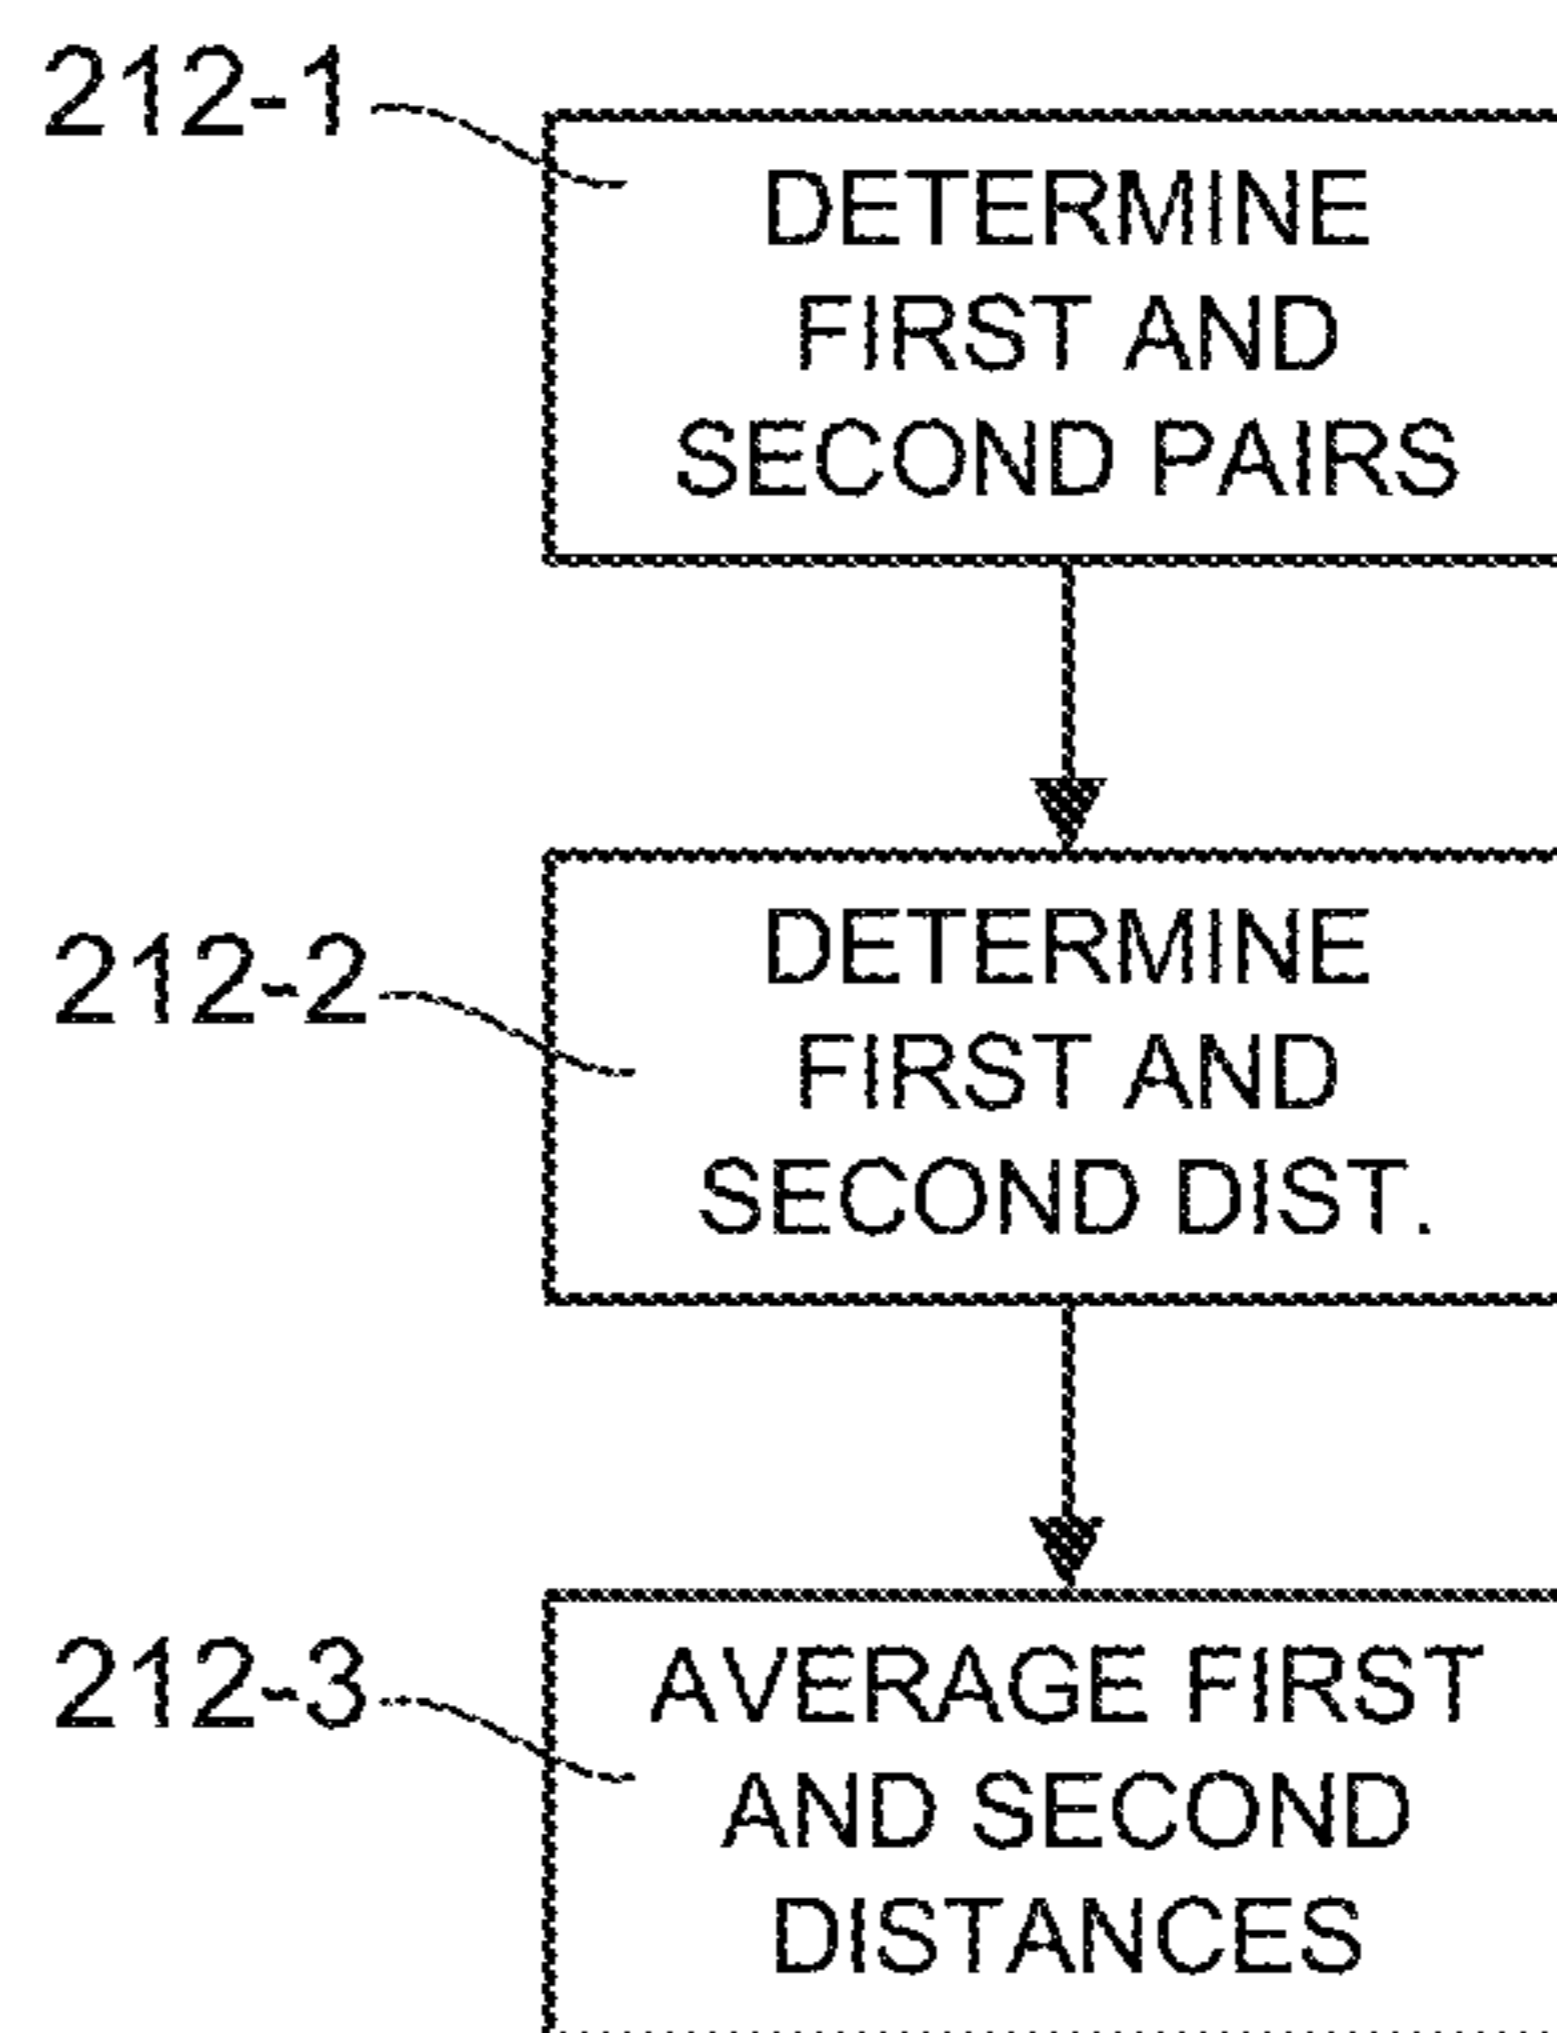 212-1
DETERMINE
FIRST AND
SECOND PAIRS
212-2
DETERMINE
FIRST AND
SECOND DIST.
212-3
AVERAGE FIRST
AND SECOND
DISTANCES